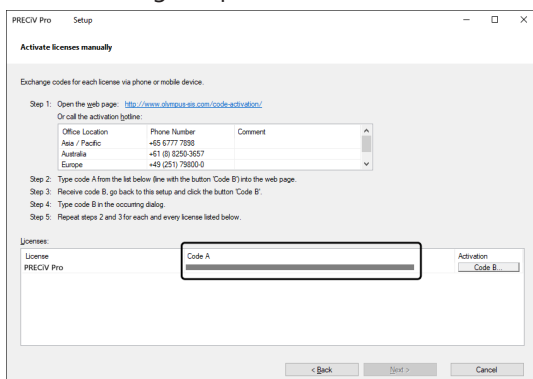 PRECiV Pro Setup
Activate licenses manually
Exchange codes for each license via phone or mobile device.
Step 1: Open the web page: http://www.olympus-sis.com/code-activation/
Or call the activation hotline:
Office Location Phone Number Comment
Asia / Pacific +65 6777 7898
Australia +61 (8) 8250-3657
Europe +49 (251) 79800-0
Step 2: Type code A from the list below (line with the button 'Code B') into the web page.
Step 3: Receive code B, go back to this setup and click the button 'Code B'.
Step 4: Type code B in the occurring dialog.
Step 5: Repeat steps 2 and 3 for each and every license listed below.
Licenses:
License Code A Activation
PRECiV Pro Code B...
< Back Next > Cancel